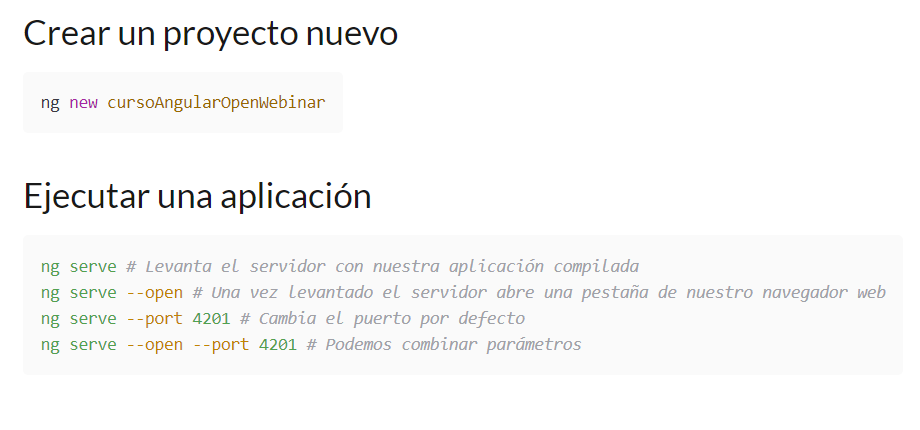 Crear un proyecto nuevo
ng new cursoAngularOpenWebinar
Ejecutar una aplicación
ng serve # Levanta el servidor con nuestra aplicación compilada
ng serve --open # Una vez levantado el servidor abre una pestaña de nuestro navegador web
ng serve --port 4201 # Cambia el puerto por defecto
ng serve --open --port 4201 # Podemos combinar parámetros